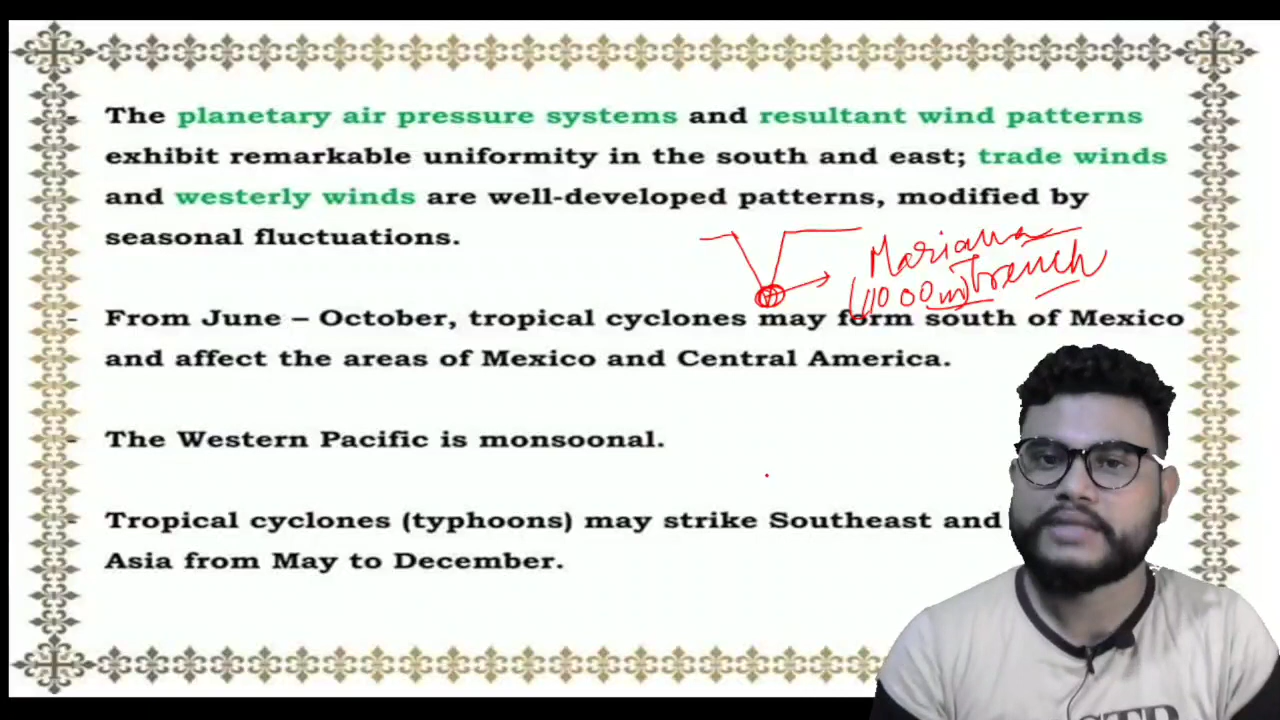 The planetary air pressure systems and resultant wind patterns
exhibit remarkable uniformity in the south and east; trade winds
and westerly winds are well-developed patterns, modified by
seasonal fluctuations.
Mariana
(11000m) Trench
- From June – October, tropical cyclones may form south of Mexico
and affect the areas of Mexico and Central America.
- The Western Pacific is monsoonal.
- Tropical cyclones (typhoons) may strike Southeast and
Asia from May to December.